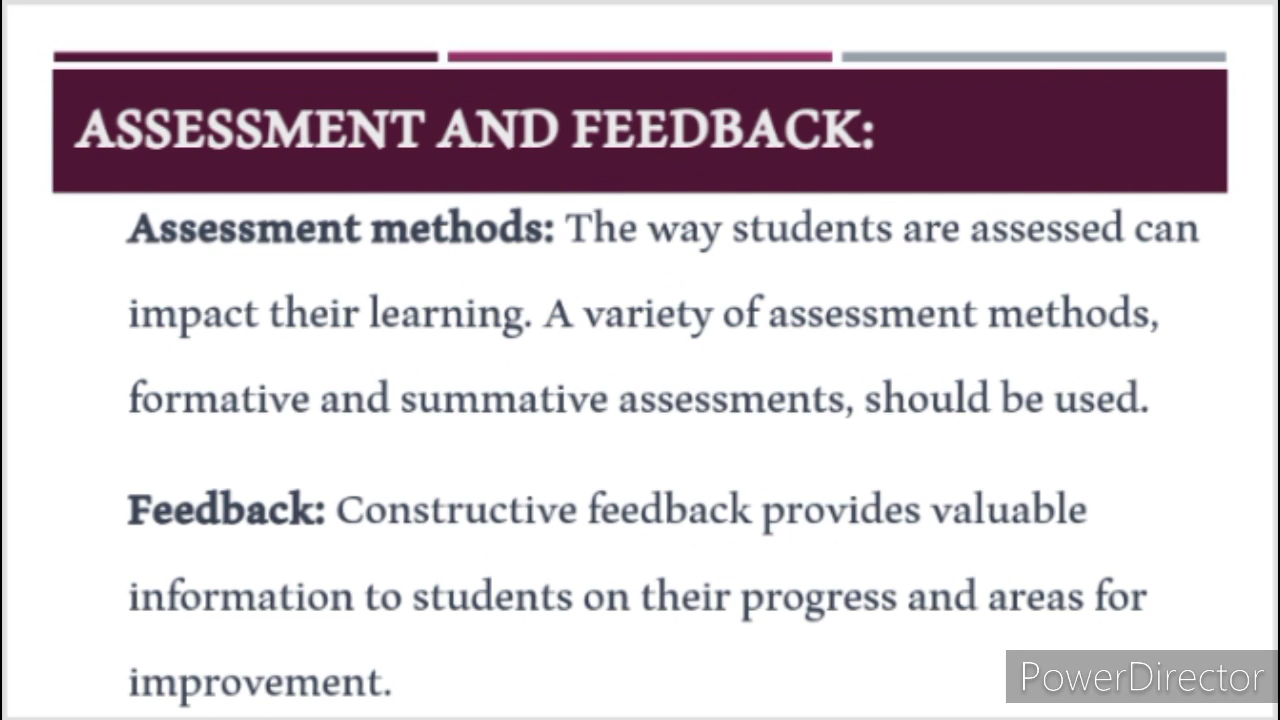 ASSESSMENT AND FEEDBACK:
Assessment methods: The way students are assessed can
impact their learning. A variety of assessment methods,
formative and summative assessments, should be used.
Feedback: Constructive feedback provides valuable
information to students on their progress and areas for
improvement.
PowerDirector